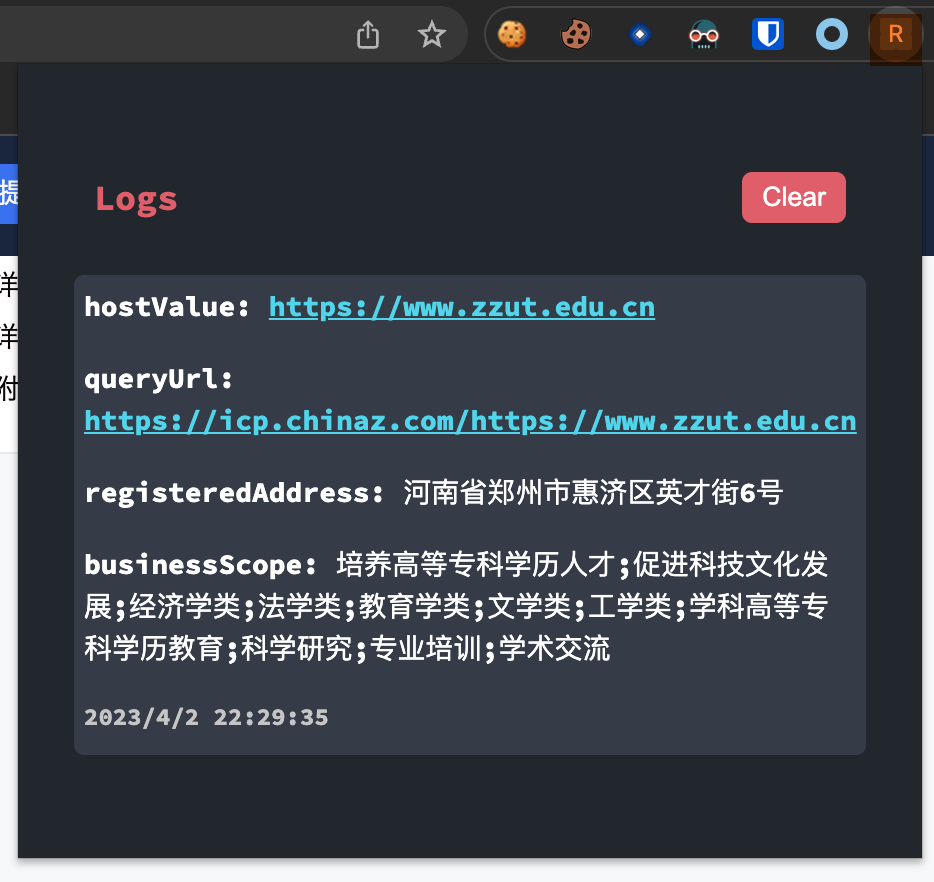 R
提
Logs
Clear
详
详
附
hostValue: https://www.zzut.edu.cn
queryUrl:
https://icp.chinaz.com/https://www.zzut.edu.cn
registeredAddress: 河南省郑州市惠济区英才街6号
businessScope: 培养高等专科学历人才;促进科技文化发
展;经济学类;法学类;教育学类;文学类;工学类;学科高等专
科学历教育;科学研究;专业培训;学术交流
2023/4/2 22:29:35